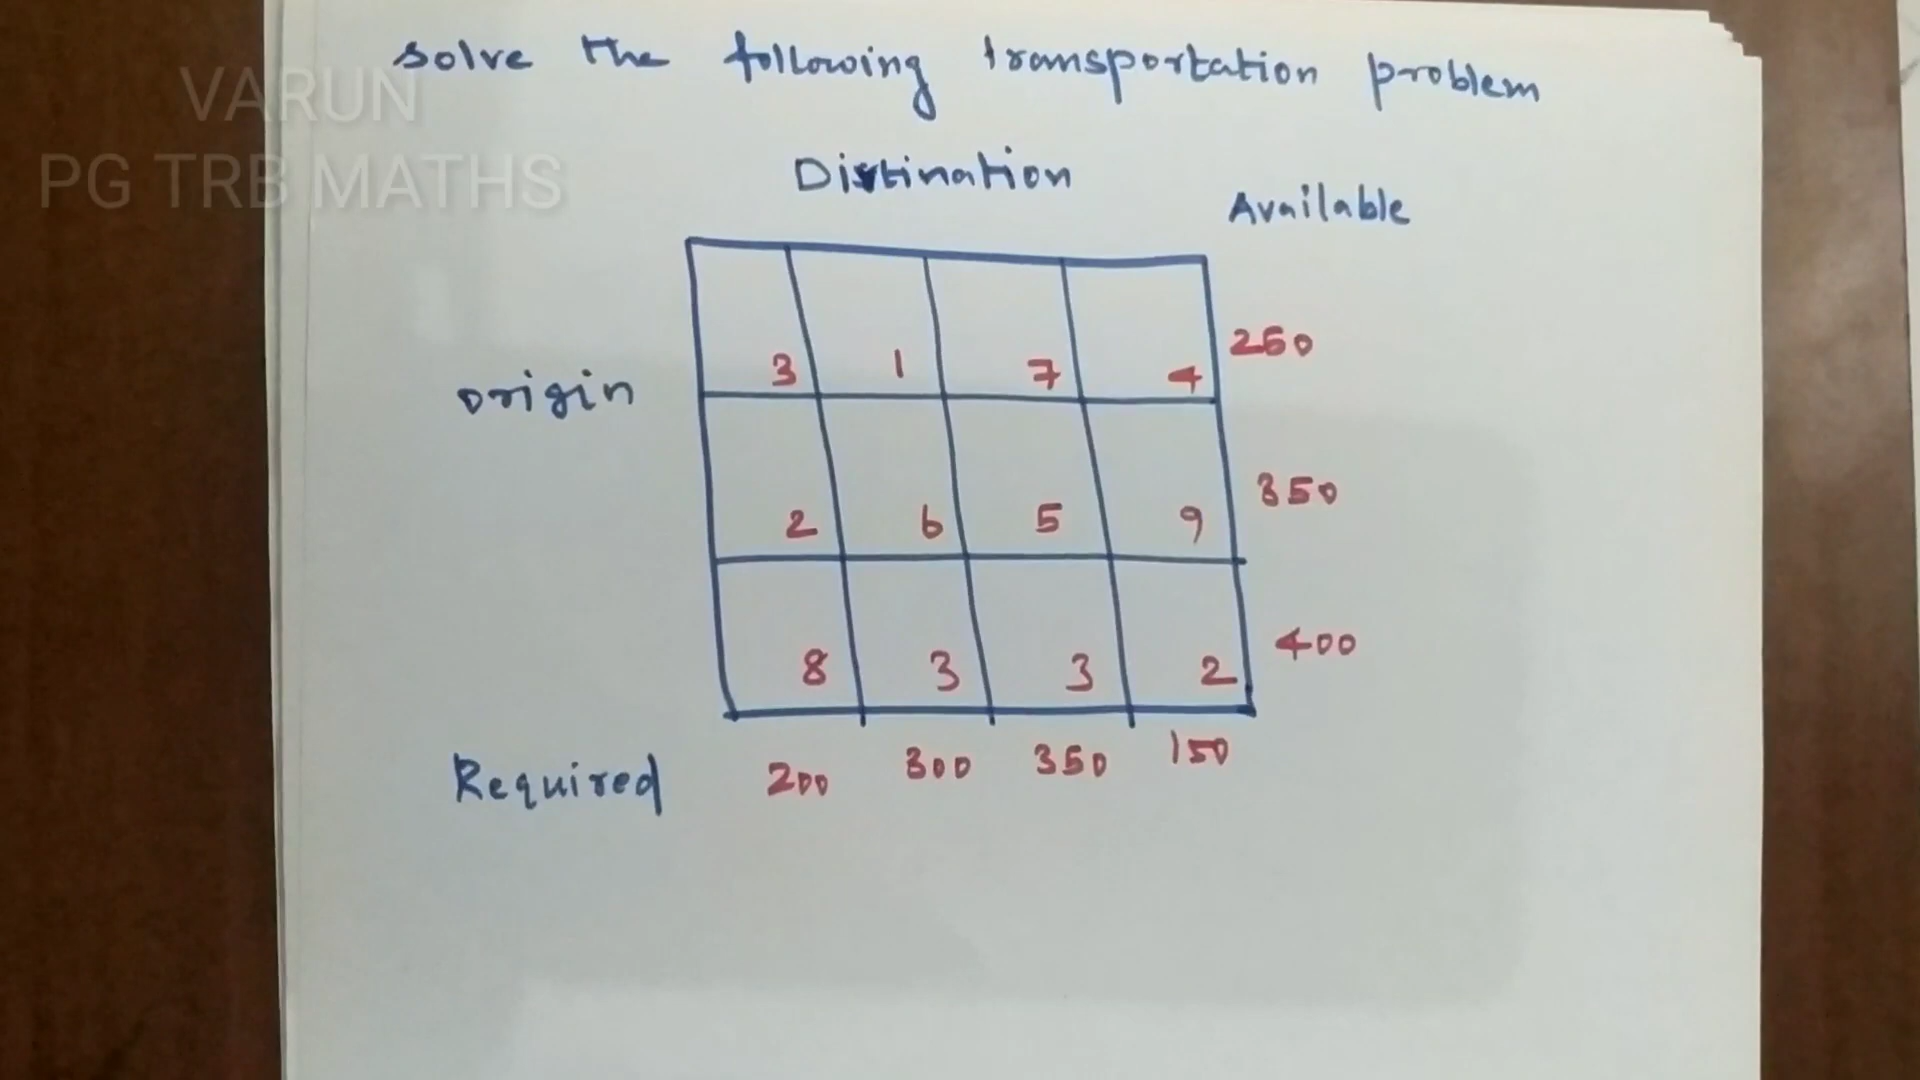 solve the following transportation problem
VARUN
PG TRB MATHS
Distination
Available
3 1 7 4 250
origin
2 6 5 9 350
8 3 3 2 400
Required 200 300 350 150